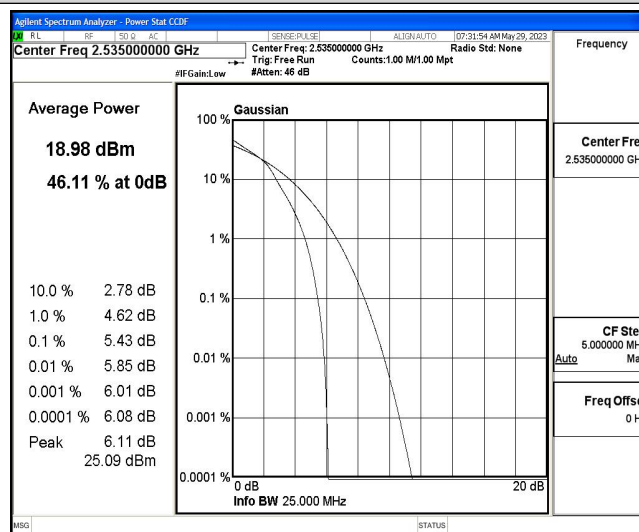 Agilent Spectrum Analyzer - Power Stat CCDF
LXI RL RF 50 Ω AC SENSE:PULSE ALIGN AUTO 07:31:54 AM May 29, 2023
Center Freq 2.535000000 GHz
Center Freq: 2.535000000 GHz Radio Std: None
Trig: Free Run Counts:1.00 M/1.00 Mpt
#IFGain:Low #Atten: 46 dB
Frequency
Average Power
18.98 dBm
46.11 % at 0dB
10.0 % 2.78 dB
1.0 % 4.62 dB
0.1 % 5.43 dB
0.01 % 5.85 dB
0.001 % 6.01 dB
0.0001 % 6.08 dB
Peak 6.11 dB
25.09 dBm
Gaussian
100 %
10 %
1 %
0.1 %
0.01 %
0.001 %
0.0001 %
0 dB 20 dB
Info BW 25.000 MHz
Center Fre
2.535000000 GH
CF Ste
5.000000 MH
Auto Ma
Freq Offse
0 H
MSG STATUS